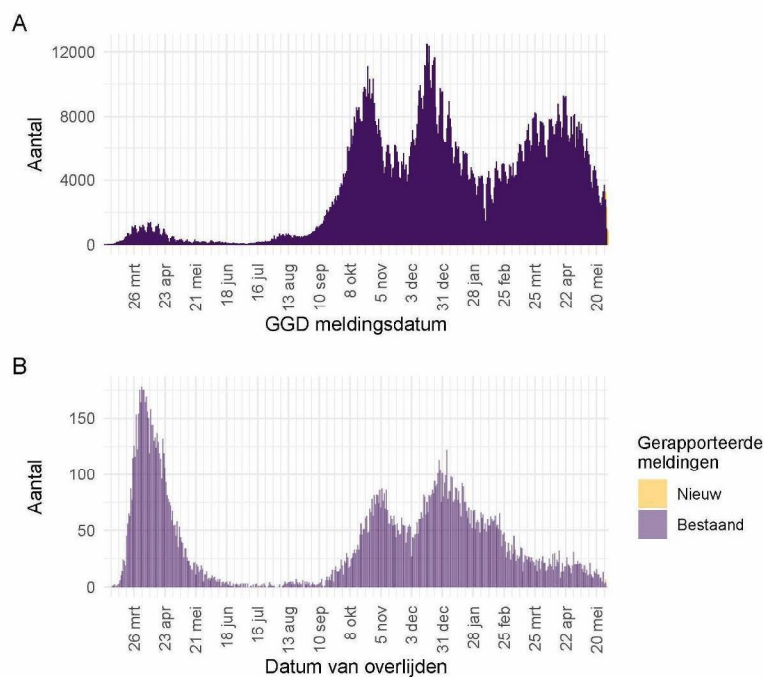 A
12000
8000
4000
0
Aantal
26 mrt
23 apr
21 mei
18 jun
16 jul
13 aug
10 sep
8 okt
5 nov
3 dec
31 dec
28 jan
25 feb
25 mrt
22 apr
20 mei
GGD meldingsdatum
B
150
100
50
0
Aantal
26 mrt
23 apr
21 mei
18 jun
16 jul
13 aug
10 sep
8 okt
5 nov
3 dec
31 dec
28 jan
25 feb
25 mrt
22 apr
20 mei
Datum van overlijden
Gerapporteerde
meldingen
Nieuw
Bestaand